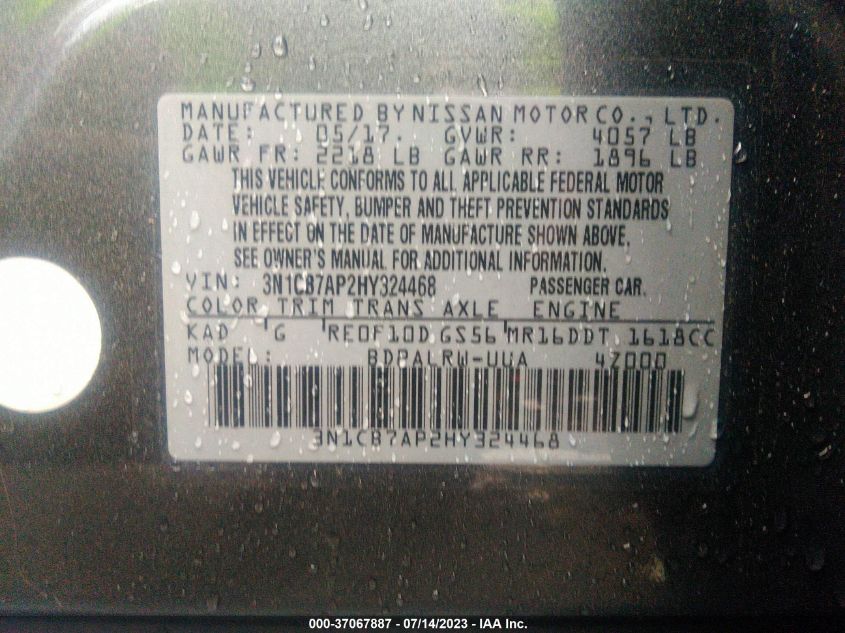 MANUFACTURED BY NISSAN MOTOR CO., LTD.
DATE: 05/17. GVWR: 4057 LB
GAWR FR: 2218 LB GAWR RR: 1896 LB
THIS VEHICLE CONFORMS TO ALL APPLICABLE FEDERAL MOTOR
VEHICLE SAFETY, BUMPER AND THEFT PREVENTION STANDARDS
IN EFFECT ON THE DATE OF MANUFACTURE SHOWN ABOVE.
SEE OWNER'S MANUAL FOR ADDITIONAL INFORMATION.
VIN: 3N1CB7AP2HY324468 PASSENGER CAR.
COLOR TRIM TRANS AXLE ENGINE
KAD G RE0F10D GS56 MR16DDT 1618CC
MODEL: BDPALRW-UUA 4Z000
3N1CB7AP2HY324468
000-37067887 - 07/14/2023 - IAA Inc.